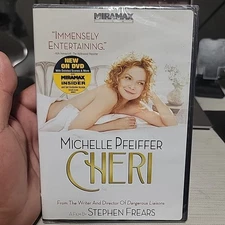 MIRAMAX
"IMMENSELY
ENTERTAINING."
NEW
ON DVD
MIRAMAX
INSIDER
MICHELLE PFEIFFER
CHERI
From The Writer And Director Of Dangerous Liaisons
STEPHEN FREARS